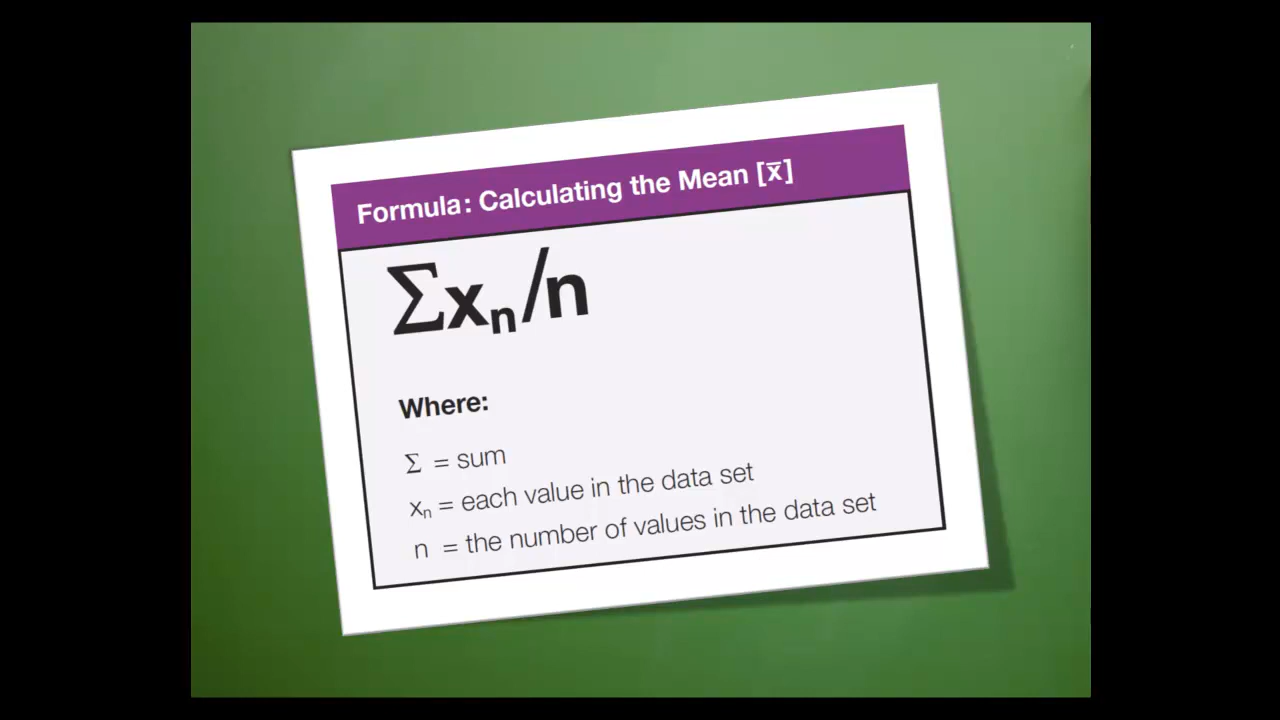 Formula: Calculating the Mean [x̅]
Σxₙ/n
Where:
Σ = sum
xₙ = each value in the data set
n = the number of values in the data set